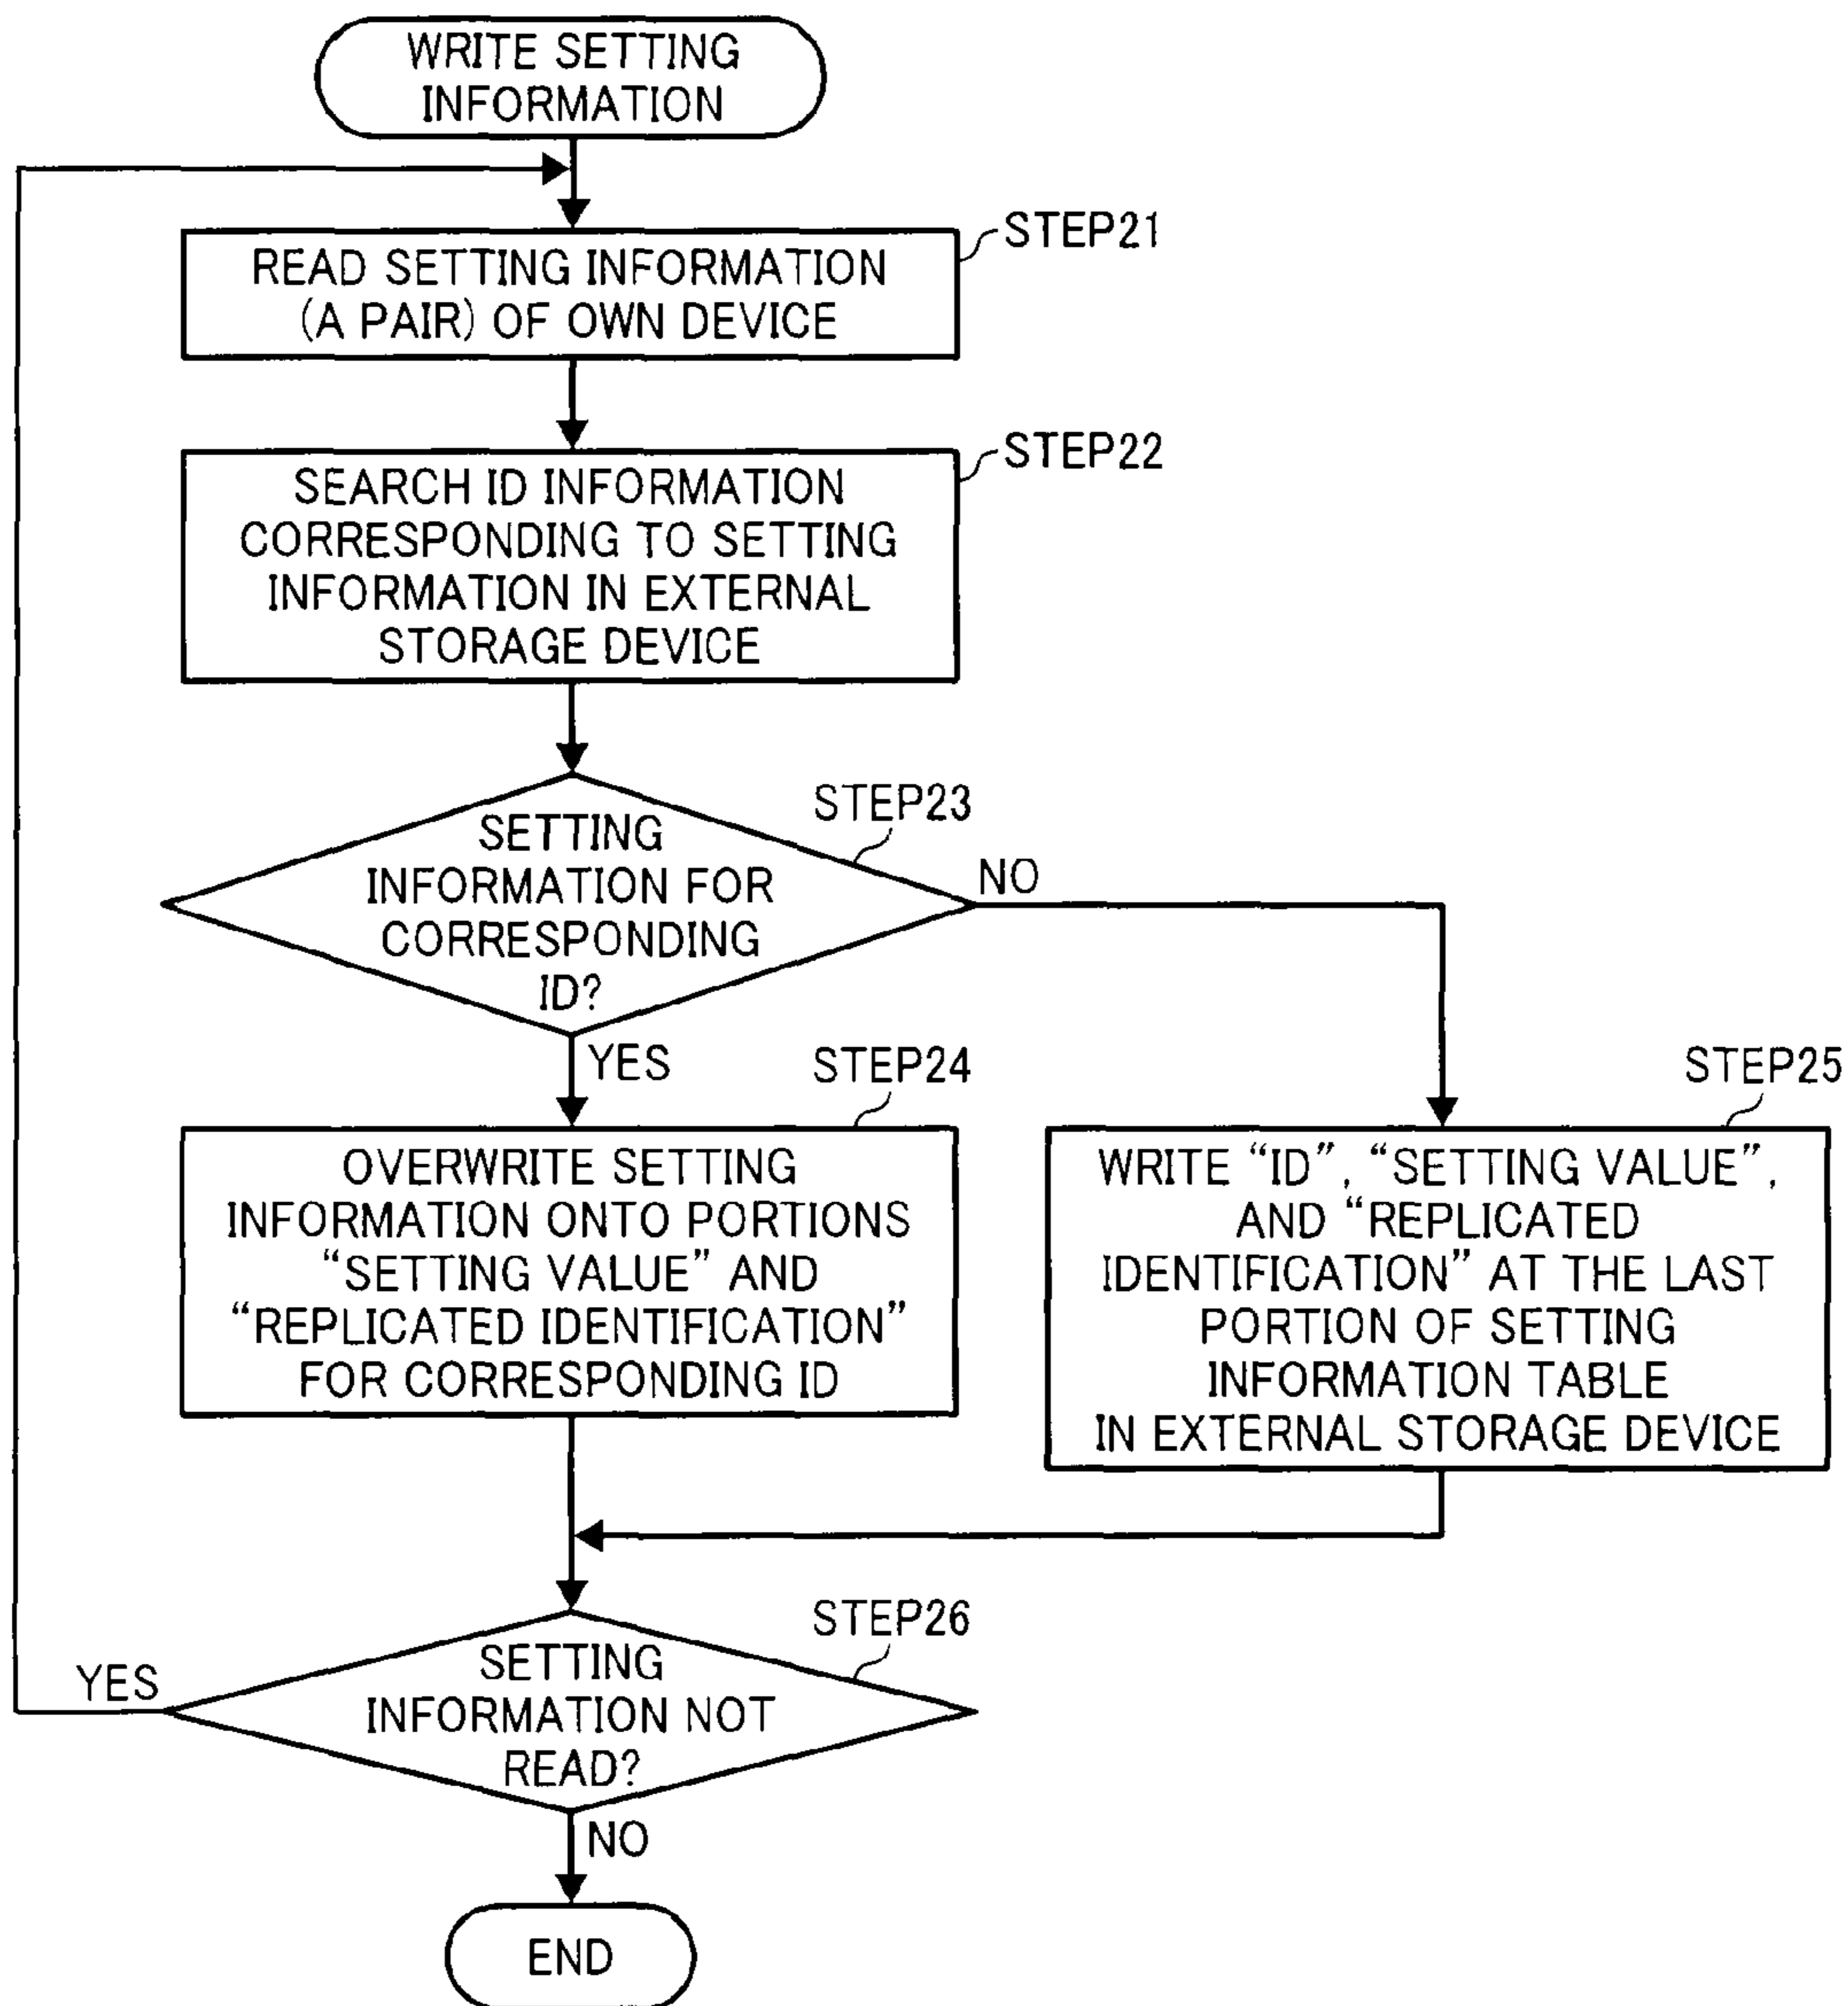 WRITE SETTING
INFORMATION
STEP21
READ SETTING INFORMATION
(A PAIR) OF OWN DEVICE
STEP22
SEARCH ID INFORMATION
CORRESPONDING TO SETTING
INFORMATION IN EXTERNAL
STORAGE DEVICE
STEP23
SETTING
INFORMATION FOR
CORRESPONDING
ID?
NO
YES
STEP24
OVERWRITE SETTING
INFORMATION ONTO PORTIONS
“SETTING VALUE” AND
“REPLICATED IDENTIFICATION”
FOR CORRESPONDING ID
STEP25
WRITE “ID”, “SETTING VALUE”,
AND “REPLICATED
IDENTIFICATION” AT THE LAST
PORTION OF SETTING
INFORMATION TABLE
IN EXTERNAL STORAGE DEVICE
STEP26
SETTING
INFORMATION NOT
READ?
YES
NO
END